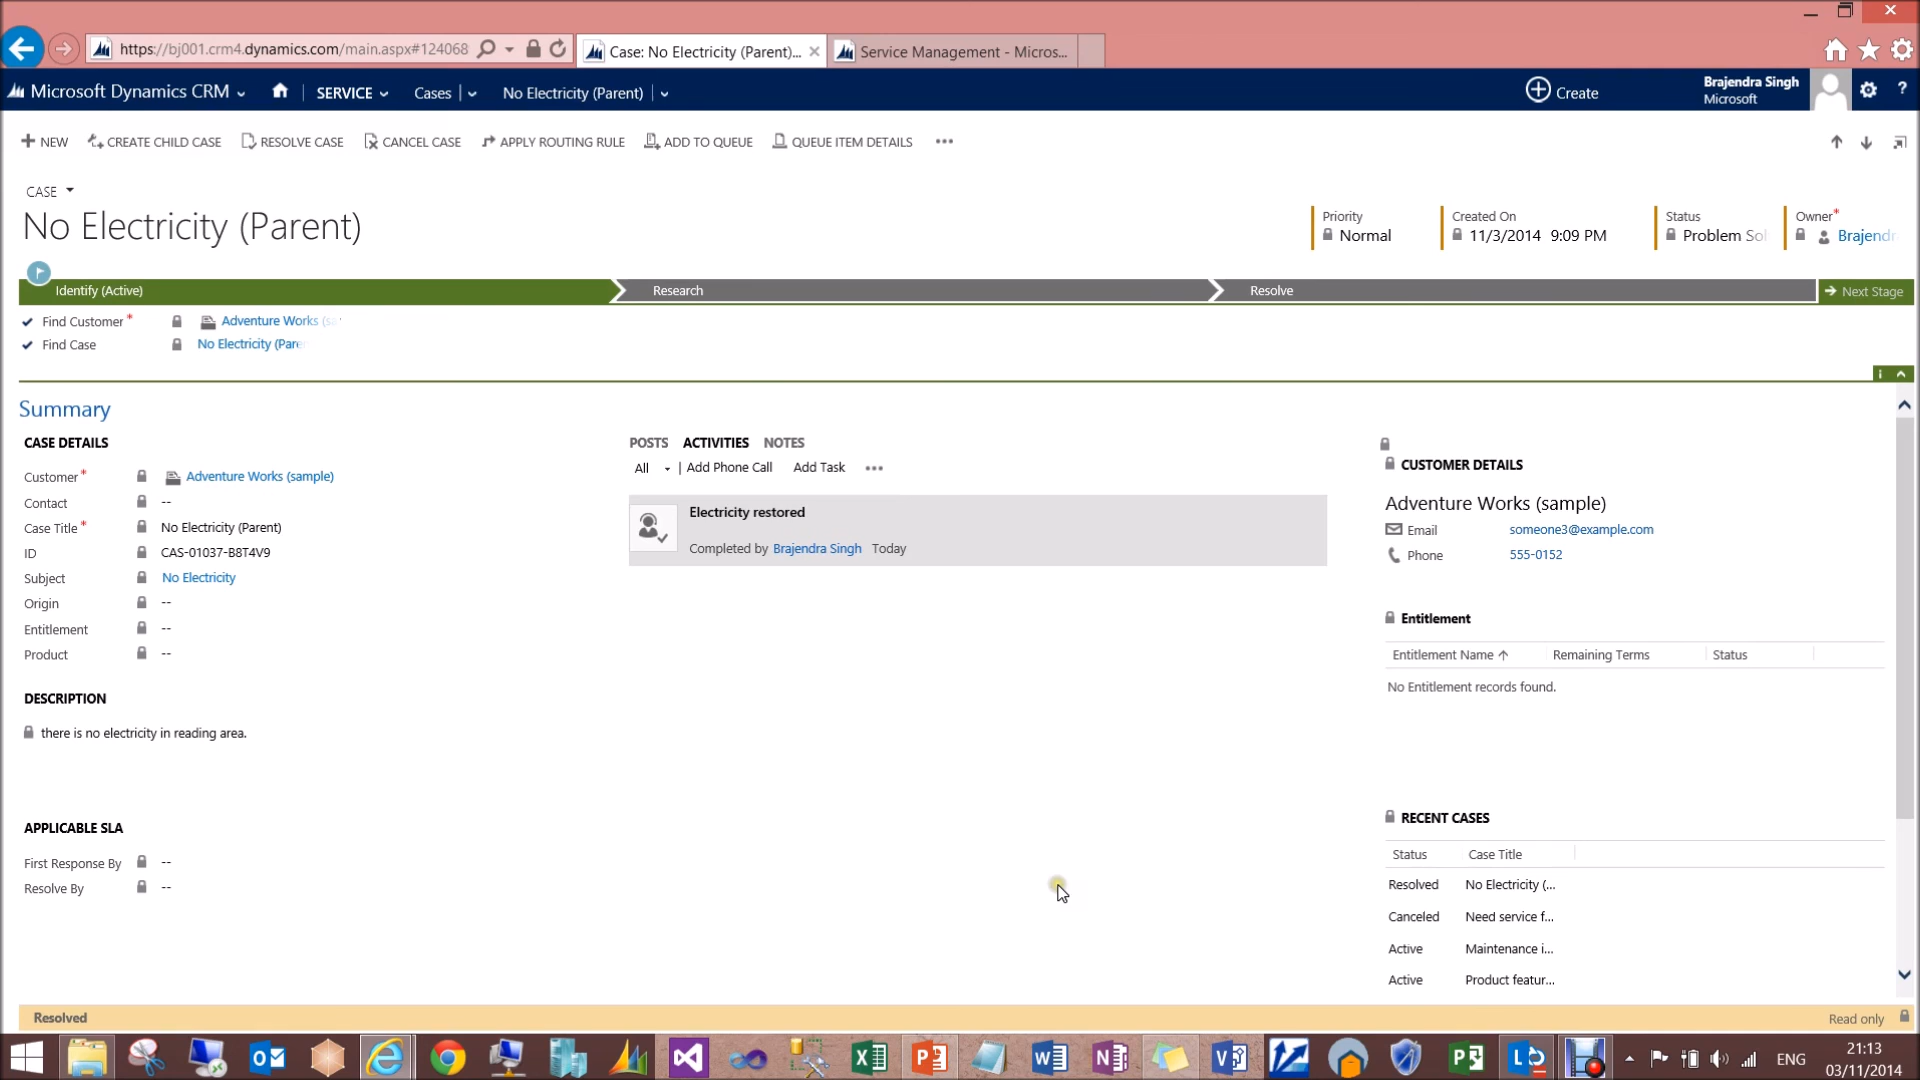 https://bj001.crm4.dynamics.com/main.aspx#124068
Case: No Electricity (Parent)...
Service Management - Micros...
Microsoft Dynamics CRM
SERVICE
Cases
No Electricity (Parent)
Create
Brajendra Singh
Microsoft
?
NEW
CREATE CHILD CASE
RESOLVE CASE
CANCEL CASE
APPLY ROUTING RULE
ADD TO QUEUE
QUEUE ITEM DETAILS
CASE
No Electricity (Parent)
Priority
Normal
Created On
11/3/2014 9:09 PM
Status
Problem Sol
Owner*
Brajendr
Identify (Active)
Research
Resolve
Next Stage
Find Customer* Adventure Works (sa
Find Case No Electricity (Pare
Summary
CASE DETAILS
Customer* Adventure Works (sample)
Contact --
Case Title* No Electricity (Parent)
ID CAS-01037-B8T4V9
Subject No Electricity
Origin --
Entitlement --
Product --
DESCRIPTION
there is no electricity in reading area.
APPLICABLE SLA
First Response By --
Resolve By --
POSTS ACTIVITIES NOTES
All | Add Phone Call Add Task
Electricity restored
Completed by Brajendra Singh Today
CUSTOMER DETAILS
Adventure Works (sample)
Email someone3@example.com
Phone 555-0152
Entitlement
Entitlement Name Remaining Terms Status
No Entitlement records found.
RECENT CASES
Status Case Title
Resolved No Electricity (...
Canceled Need service f...
Active Maintenance i...
Active Product featur...
Resolved
Read only
ENG
21:13
03/11/2014